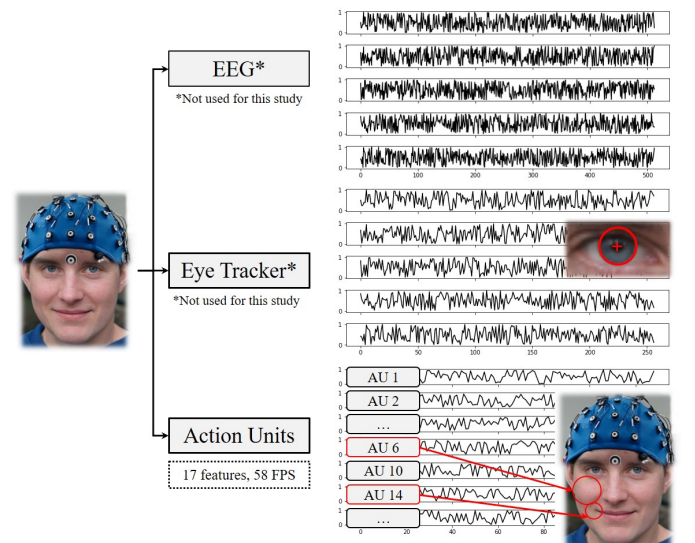 EEG*
*Not used for this study
1
0
1
0
1
0
1
0
1
0
0 100 200 300 400 500
Eye Tracker*
*Not used for this study
1
0
1
0
1
0
1
0
1
0
0 50 100 150 200 250
Action Units
17 features, 58 FPS
1
0
AU 1
1
0
AU 2
1
0
...
1
0
AU 6
1
0
AU 10
1
0
AU 14
1
0
...
0 20 40 60 80